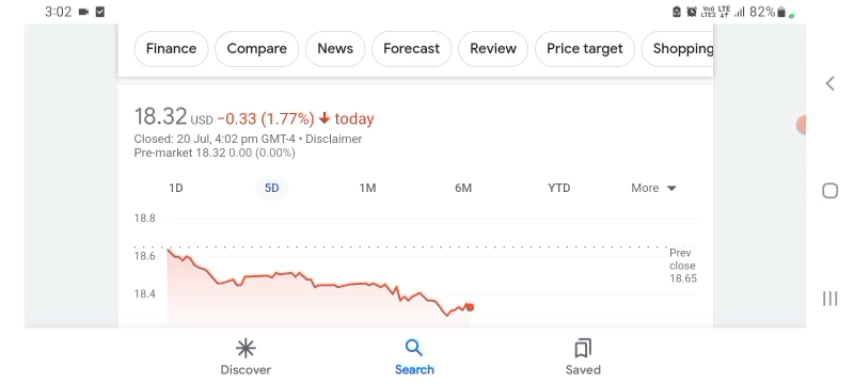 3:02 82%
Finance Compare News Forecast Review Price target Shopping
18.32 USD −0.33 (1.77%) today
Closed: 20 Jul, 4:02 pm GMT-4 • Disclaimer
Pre-market 18.32 0.00 (0.00%)
1D 5D 1M 6M YTD More
18.8
18.6
18.4
Prev
close
18.65
Discover Search Saved